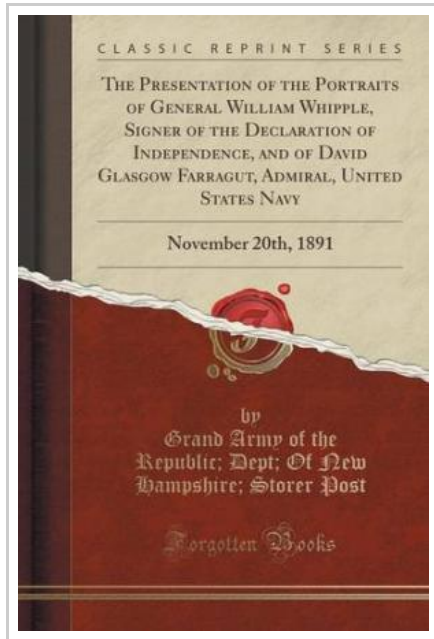 CLASSIC REPRINT SERIES
THE PRESENTATION OF THE PORTRAITS
OF GENERAL WILLIAM WHIPPLE,
SIGNER OF THE DECLARATION OF
INDEPENDENCE, AND OF DAVID
GLASGOW FARRAGUT, ADMIRAL, UNITED
STATES NAVY
November 20th, 1891
by
Grand Army of the
Republic; Dept; Of New
Hampshire; Storer Post
Forgotten Books